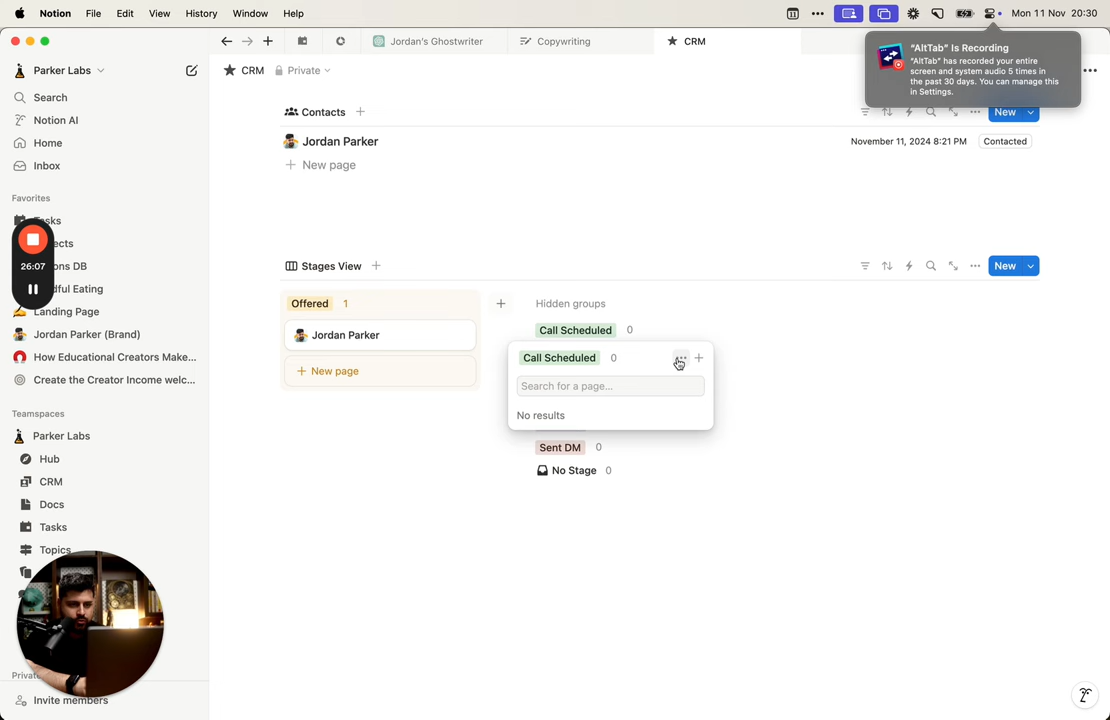 Notion File Edit View History Window Help
Mon 11 Nov 20:30
Jordan's Ghostwriter
Copywriting
CRM
"AltTab" Is Recording
"AltTab" has recorded your entire
screen and system audio 5 times in
the past 30 days. You can manage this
in Settings.
Parker Labs
CRM Private
Search
Notion AI
Home
Inbox
Contacts
New
Jordan Parker
November 11, 2024 8:21 PM Contacted
New page
Favorites
26:07
Landing Page
Jordan Parker (Brand)
How Educational Creators Make...
Create the Creator Income welc...
Stages View
New
Offered 1
Hidden groups
Jordan Parker
Call Scheduled 0
New page
Call Scheduled 0
Search for a page...
No results
Sent DM 0
No Stage 0
Teamspaces
Parker Labs
Hub
CRM
Docs
Tasks
Topics
Invite members